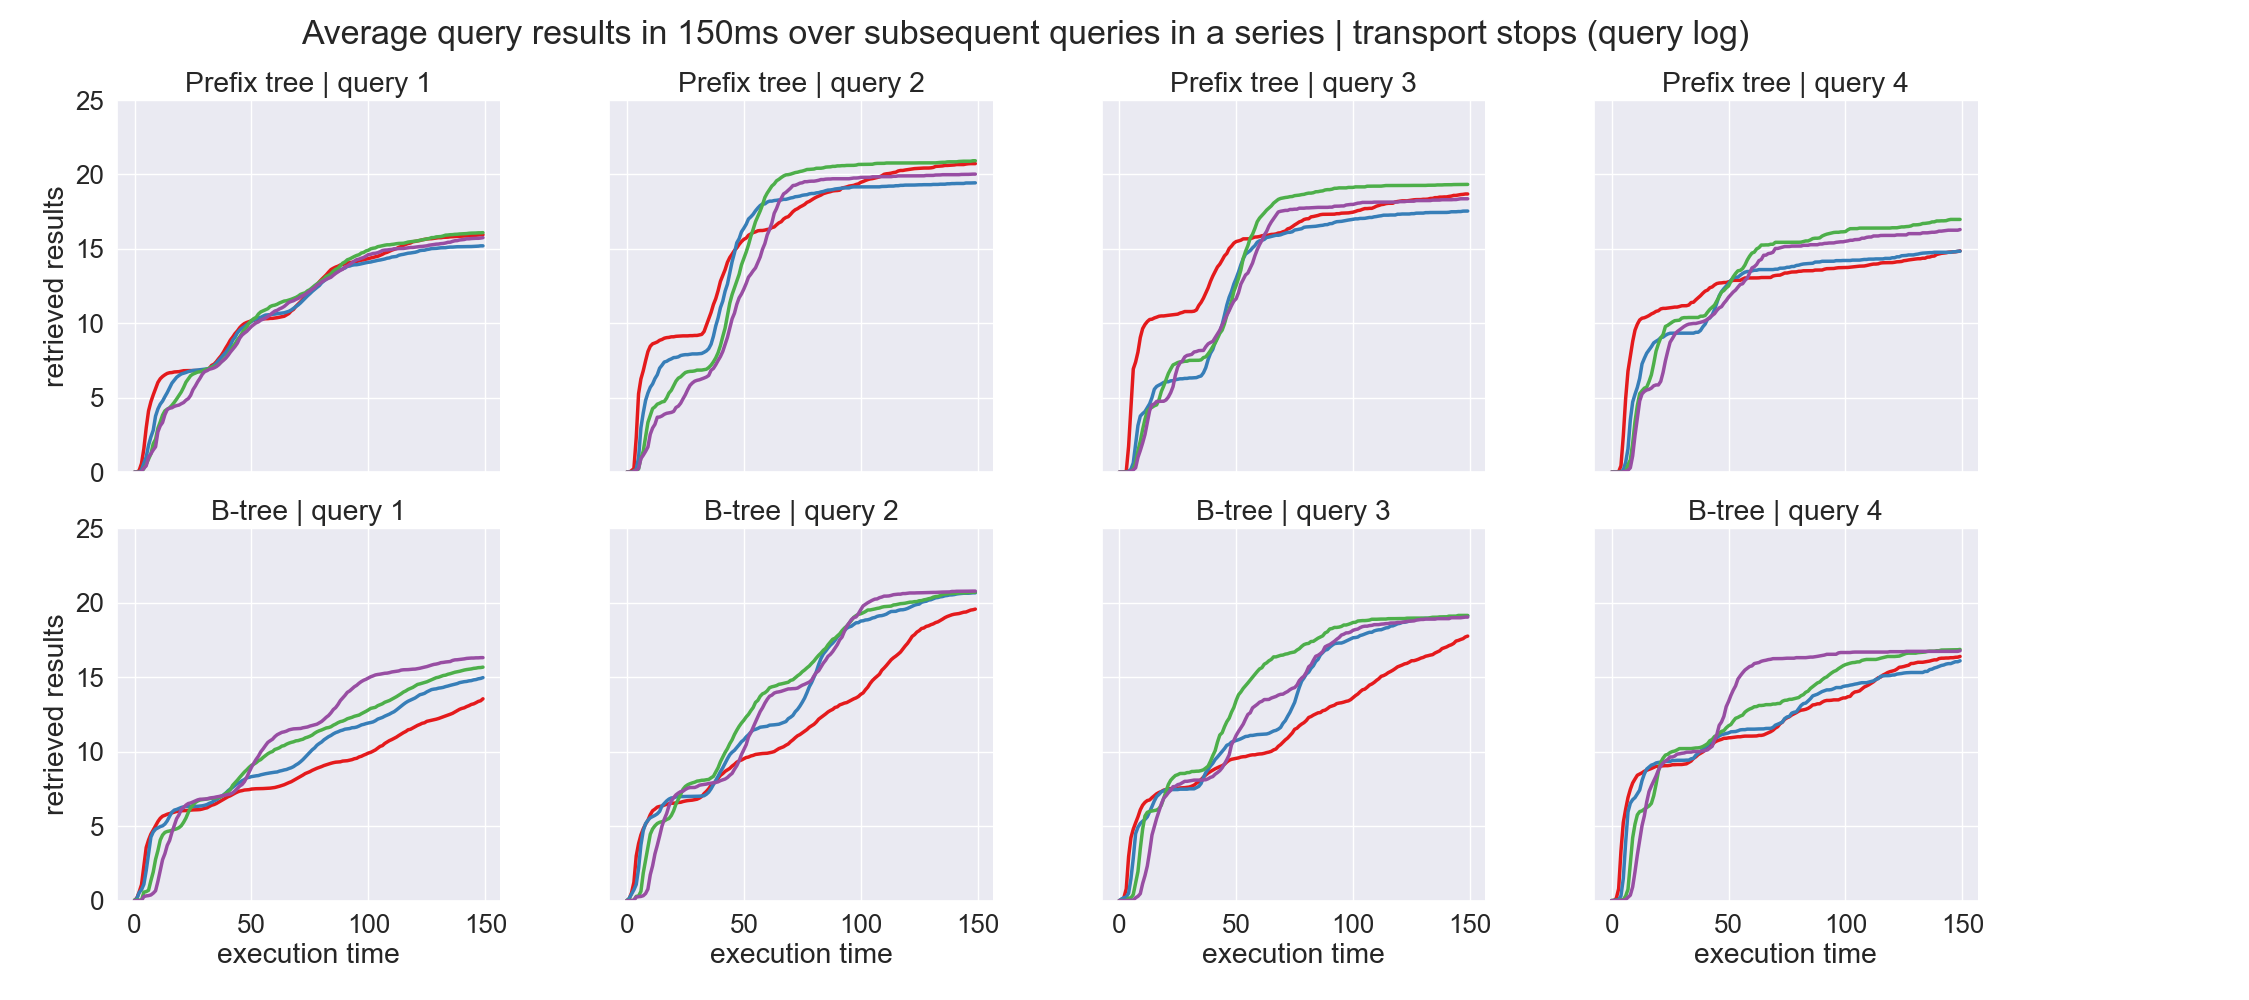 Average query results in 150ms over subsequent queries in a series | transport stops (query log)
Prefix tree | query 1
Prefix tree | query 2
Prefix tree | query 3
Prefix tree | query 4
25
20
15
10
5
0
retrieved results
B-tree | query 1
B-tree | query 2
B-tree | query 3
B-tree | query 4
25
20
15
10
5
0
retrieved results
0 50 100 150
0 50 100 150
0 50 100 150
0 50 100 150
execution time
execution time
execution time
execution time